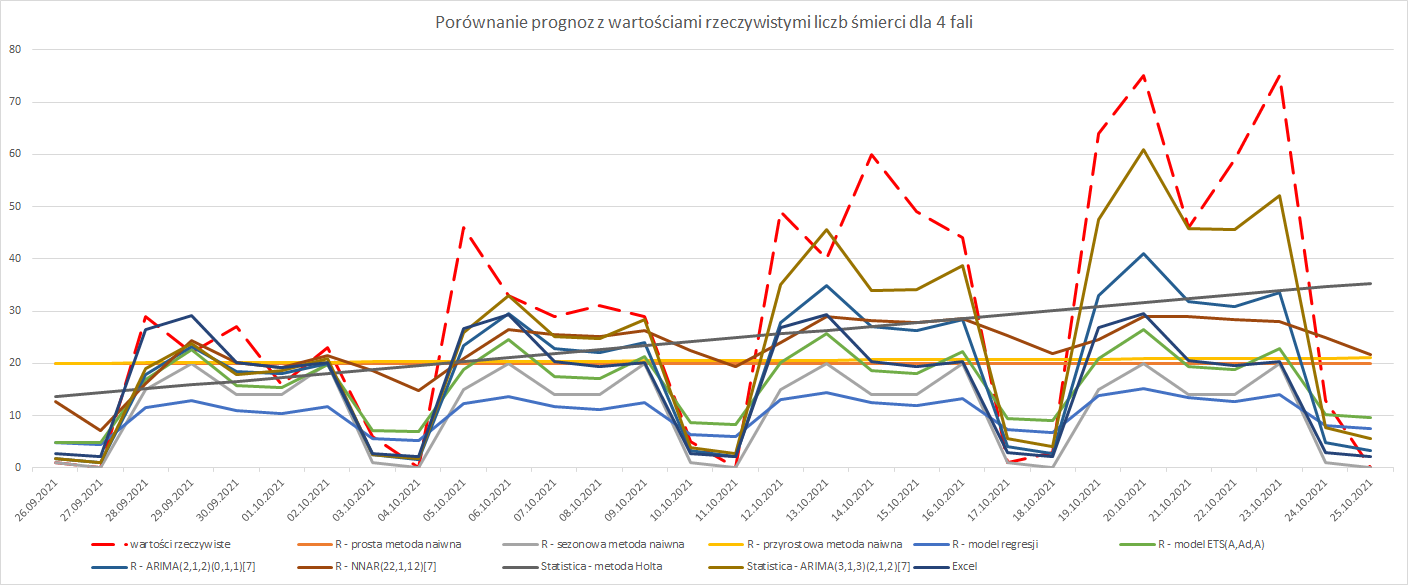 Porównanie prognoz z wartościami rzeczywistymi liczb śmierci dla 4 fali
80
70
60
50
40
30
20
10
0
26.09.2021 27.09.2021 28.09.2021 29.09.2021 30.09.2021 01.10.2021 02.10.2021 03.10.2021 04.10.2021 05.10.2021 06.10.2021 07.10.2021 08.10.2021 09.10.2021 10.10.2021 11.10.2021 12.10.2021 13.10.2021 14.10.2021 15.10.2021 16.10.2021 17.10.2021 18.10.2021 19.10.2021 20.10.2021 21.10.2021 22.10.2021 23.10.2021 24.10.2021 25.10.2021
wartości rzeczywiste R - prosta metoda naiwna R - sezonowa metoda naiwna R - przyrostowa metoda naiwna R - model regresji R - model ETS(A,Ad,A)
R - ARIMA(2,1,2)(0,1,1)[7] R - NNAR(22,1,12)[7] Statistica - metoda Holta Statistica - ARIMA(3,1,3)(2,1,2)[7] Excel